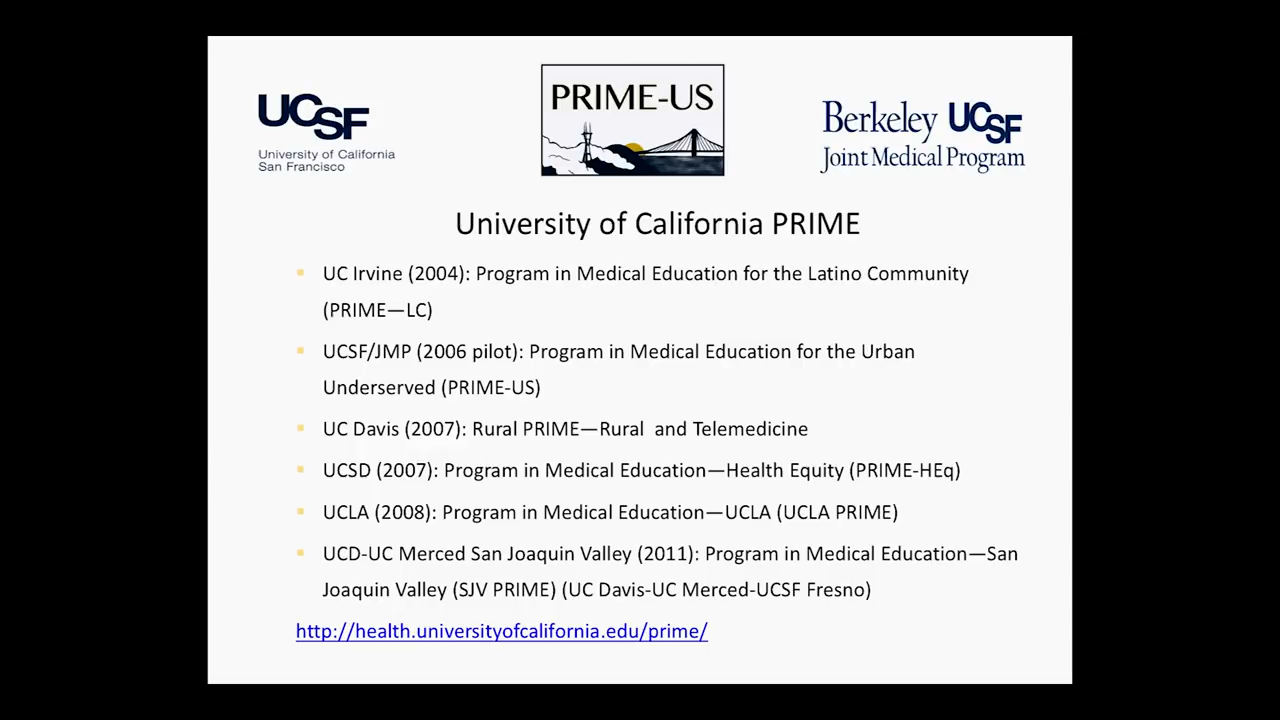 UCSF
University of California
San Francisco
PRIME-US
Berkeley UCSF
Joint Medical Program
University of California PRIME
UC Irvine (2004): Program in Medical Education for the Latino Community
(PRIME—LC)
UCSF/JMP (2006 pilot): Program in Medical Education for the Urban
Underserved (PRIME-US)
UC Davis (2007): Rural PRIME—Rural and Telemedicine
UCSD (2007): Program in Medical Education—Health Equity (PRIME-HEq)
UCLA (2008): Program in Medical Education—UCLA (UCLA PRIME)
UCD-UC Merced San Joaquin Valley (2011): Program in Medical Education—San
Joaquin Valley (SJV PRIME) (UC Davis-UC Merced-UCSF Fresno)
http://health.universityofcalifornia.edu/prime/